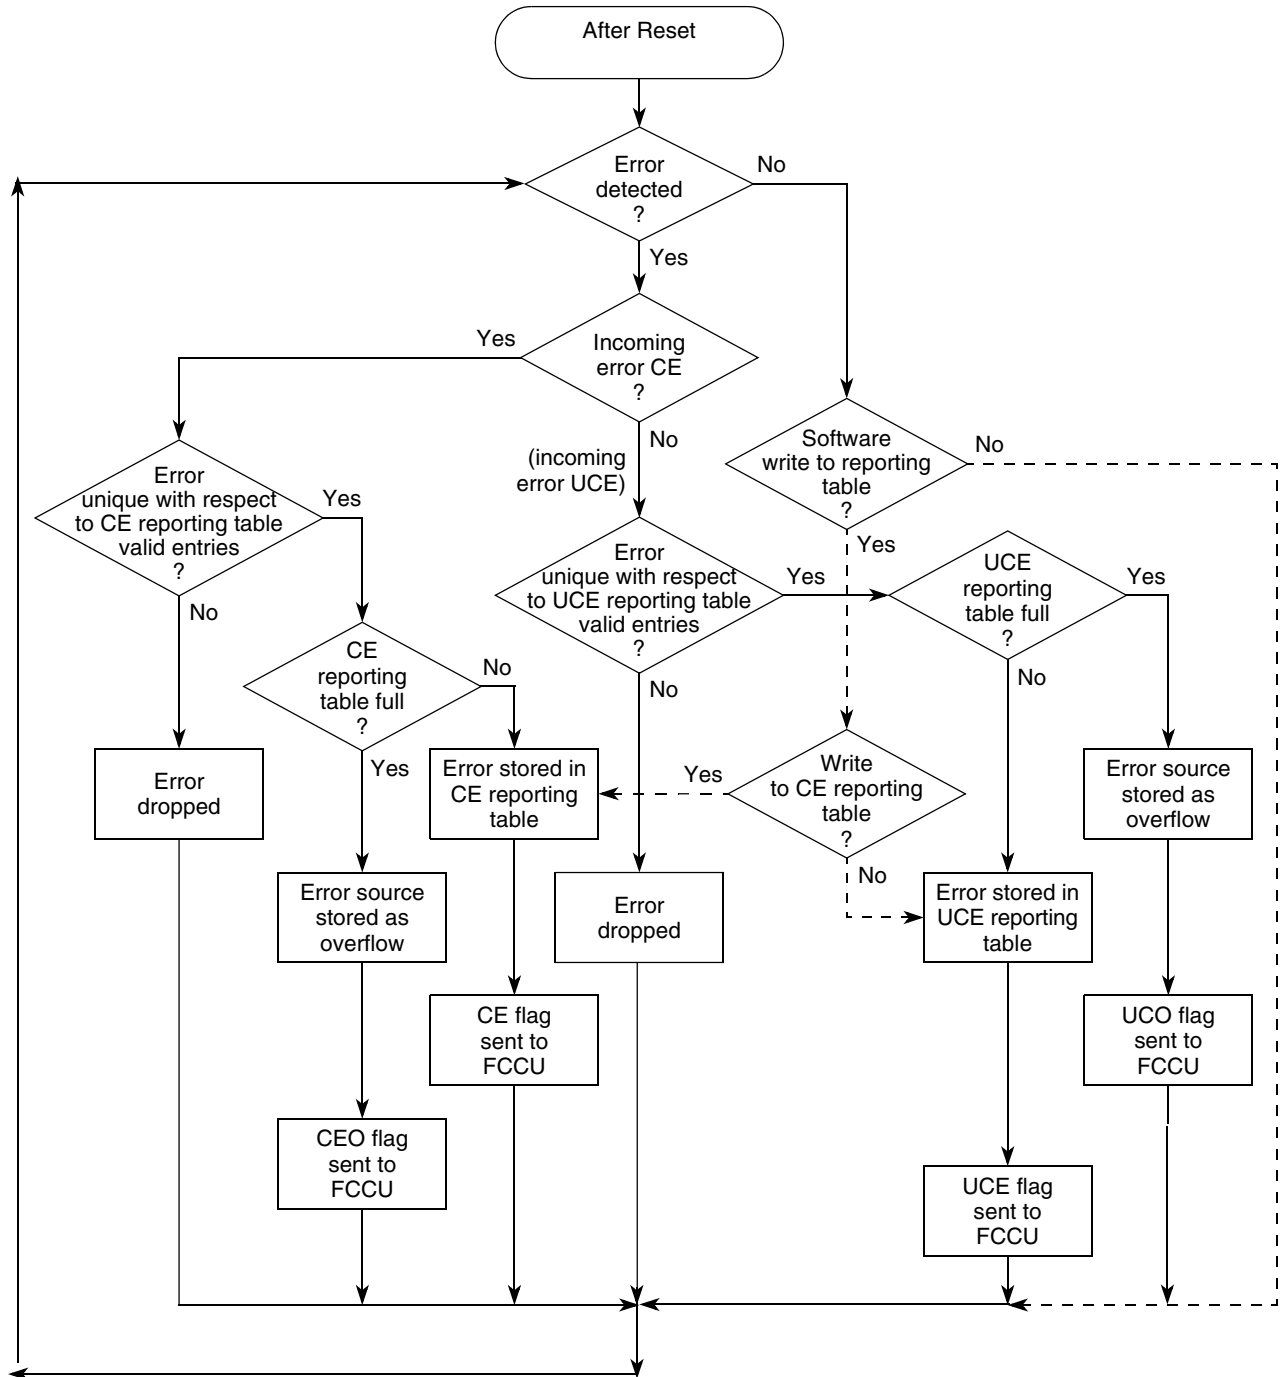 After Reset
Error
detected
?
No
Yes
Incoming
error CE
?
Yes
No
(incoming
error UCE)
Software
write to reporting
table
?
No
Yes
Error
unique with respect
to CE reporting table
valid entries
?
Yes
No
Error
unique with respect
to UCE reporting table
valid entries
?
Yes
No
UCE
reporting
table full
?
Yes
No
CE
reporting
table full
?
No
Yes
Error
dropped
Error stored in
CE reporting
table
Yes
Write
to CE reporting
table
?
No
Error source
stored as
overflow
Error source
stored as
overflow
Error
dropped
Error stored in
UCE reporting
table
CE flag
sent to
FCCU
UCO flag
sent to
FCCU
CEO flag
sent to
FCCU
UCE flag
sent to
FCCU